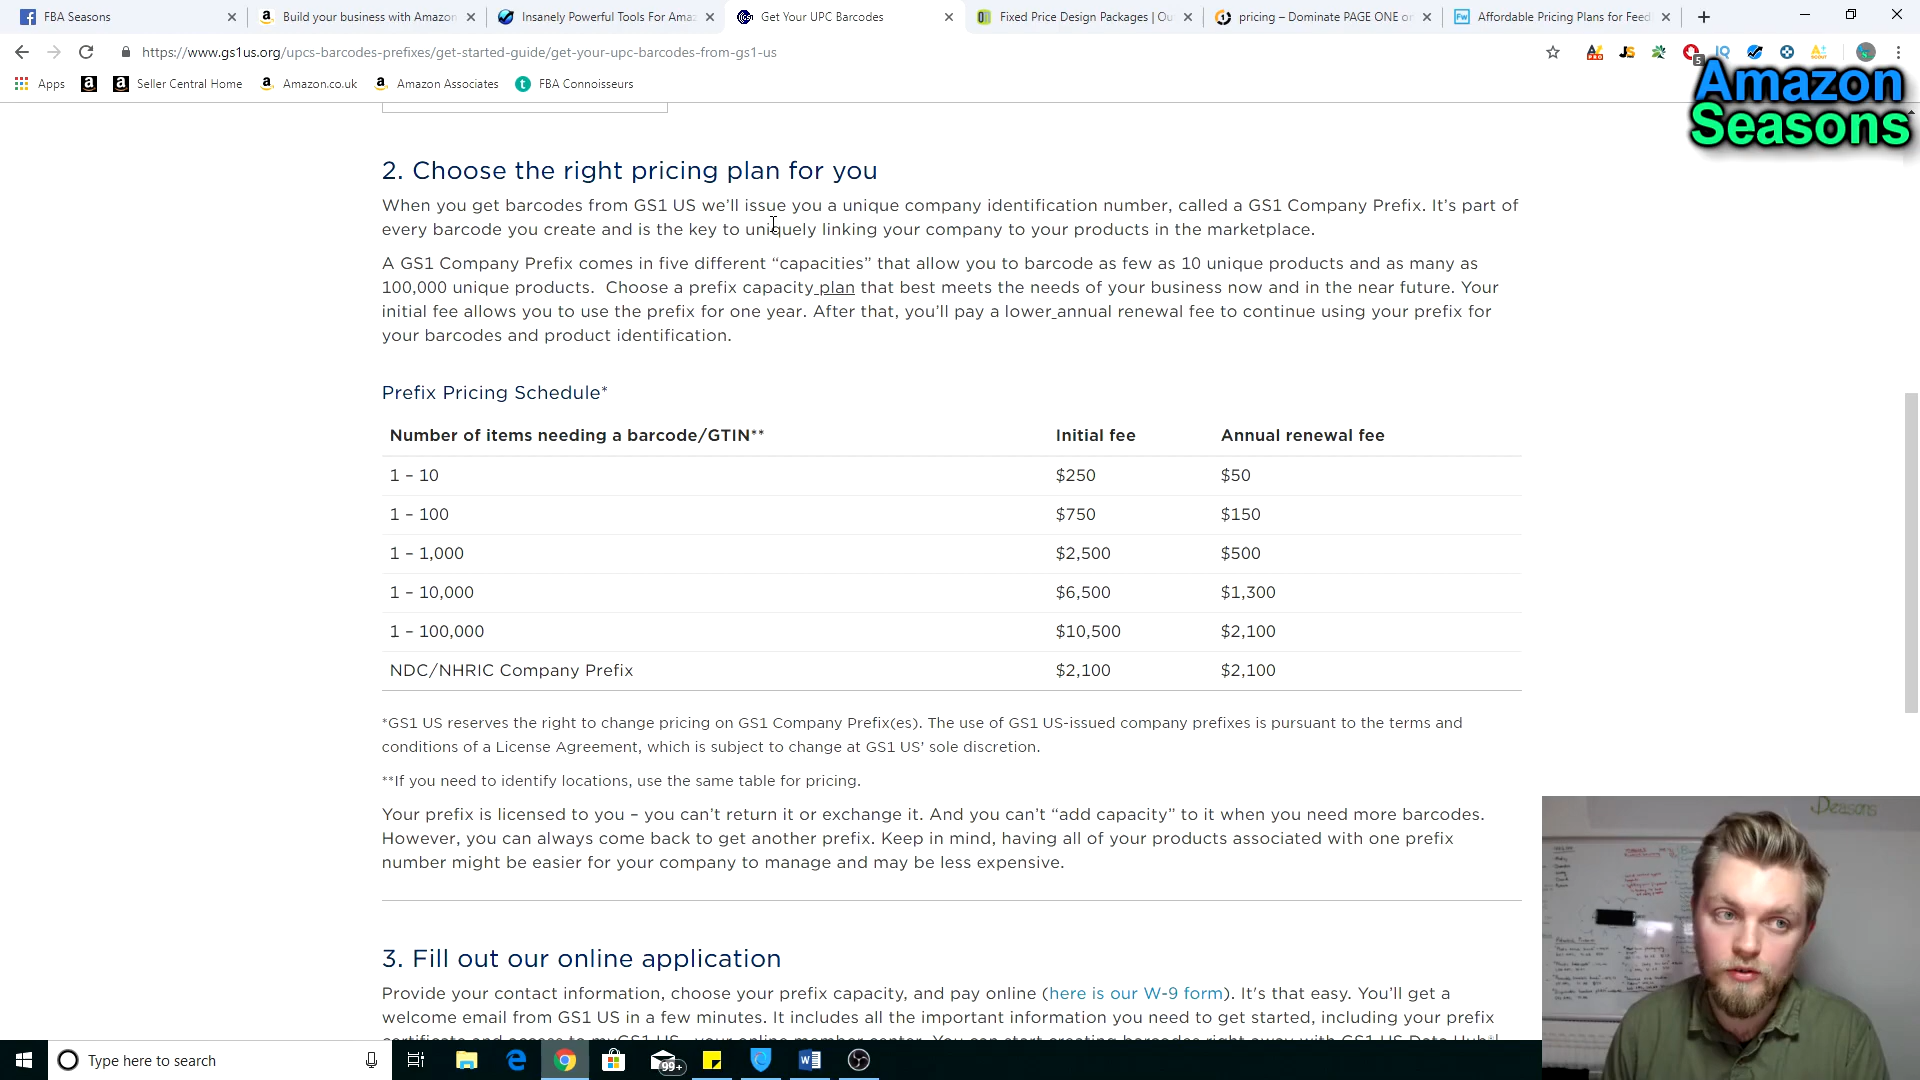 FBA Seasons
Build your business with Amazon
Insanely Powerful Tools For Ama
Get Your UPC Barcodes
Fixed Price Design Packages | Ou
pricing – Dominate PAGE ONE or
Affordable Pricing Plans for Feed
https://www.gs1us.org/upcs-barcodes-prefixes/get-started-guide/get-your-upc-barcodes-from-gs1-us
Apps
Seller Central Home
Amazon.co.uk
Amazon Associates
FBA Connoisseurs
Amazon
Seasons
2. Choose the right pricing plan for you
When you get barcodes from GS1 US we’ll issue you a unique company identification number, called a GS1 Company Prefix. It’s part of
every barcode you create and is the key to uniquely linking your company to your products in the marketplace.
A GS1 Company Prefix comes in five different “capacities” that allow you to barcode as few as 10 unique products and as many as
100,000 unique products. Choose a prefix capacity plan that best meets the needs of your business now and in the near future. Your
initial fee allows you to use the prefix for one year. After that, you’ll pay a lower annual renewal fee to continue using your prefix for
your barcodes and product identification.
Prefix Pricing Schedule*
Number of items needing a barcode/GTIN** Initial fee Annual renewal fee
1 – 10 $250 $50
1 – 100 $750 $150
1 – 1,000 $2,500 $500
1 – 10,000 $6,500 $1,300
1 – 100,000 $10,500 $2,100
NDC/NHRIC Company Prefix $2,100 $2,100
*GS1 US reserves the right to change pricing on GS1 Company Prefix(es). The use of GS1 US-issued company prefixes is pursuant to the terms and
conditions of a License Agreement, which is subject to change at GS1 US’ sole discretion.
**If you need to identify locations, use the same table for pricing.
Your prefix is licensed to you – you can’t return it or exchange it. And you can’t “add capacity” to it when you need more barcodes.
However, you can always come back to get another prefix. Keep in mind, having all of your products associated with one prefix
number might be easier for your company to manage and may be less expensive.
3. Fill out our online application
Provide your contact information, choose your prefix capacity, and pay online (here is our W-9 form). It's that easy. You’ll get a
welcome email from GS1 US in a few minutes. It includes all the important information you need to get started, including your prefix
Seasons
Type here to search
99+